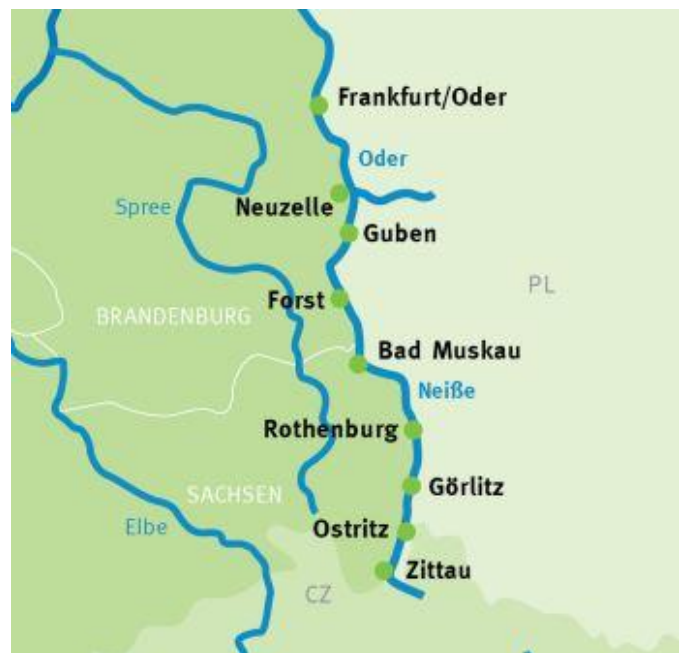 Frankfurt/Oder
Oder
Neuzelle
Spree
Guben
PL
Forst
BRANDENBURG
Bad Muskau
Neiße
Rothenburg
Görlitz
SACHSEN
Elbe
Ostritz
Zittau
CZ